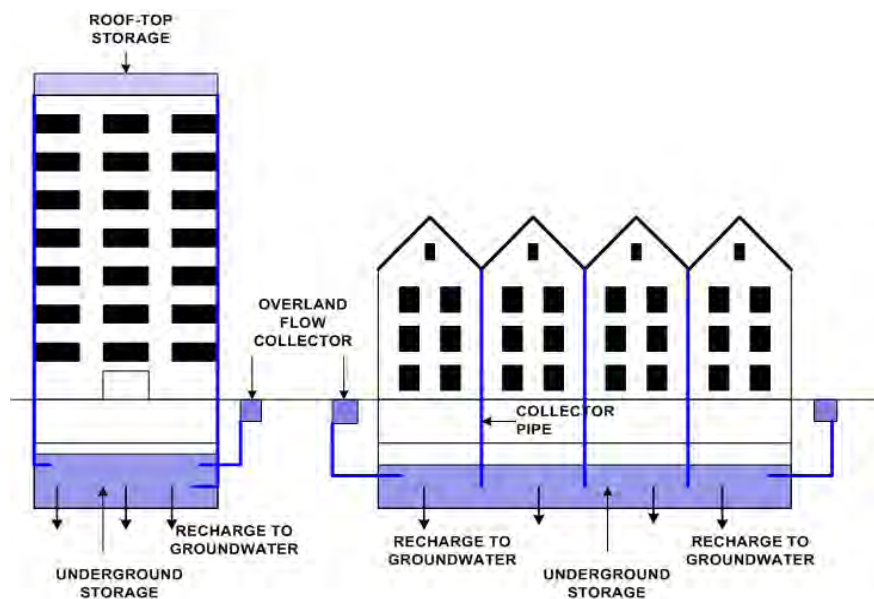 ROOF-TOP
STORAGE
OVERLAND
FLOW
COLLECTOR
COLLECTOR
PIPE
RECHARGE TO
GROUNDWATER
UNDERGROUND
STORAGE
RECHARGE TO
GROUNDWATER
UNDERGROUND
STORAGE
RECHARGE TO
GROUNDWATER